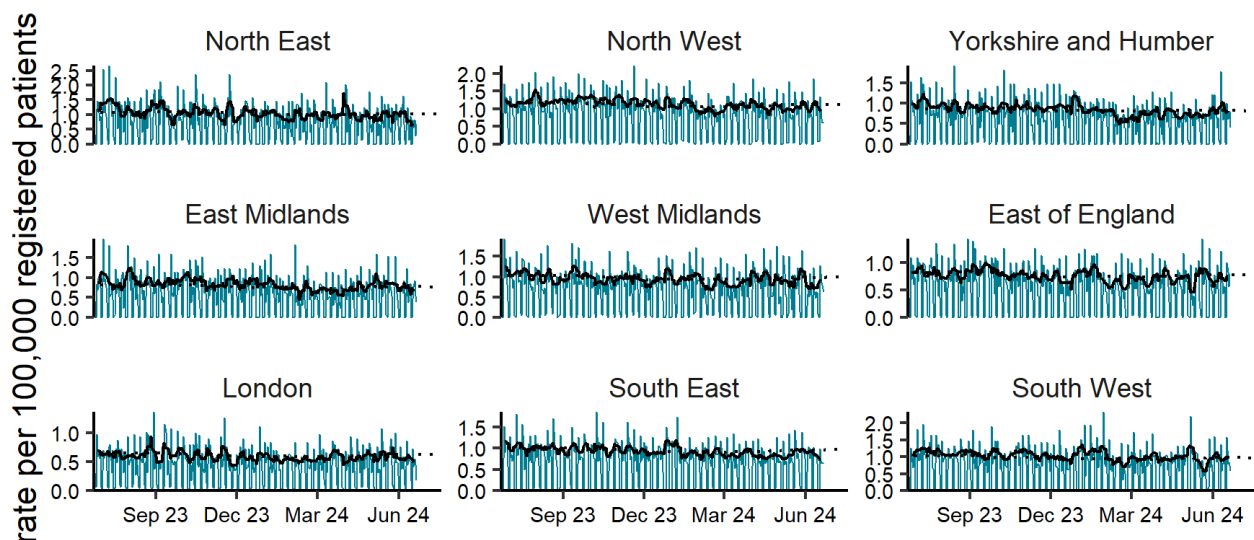 rate per 100,000 registered patients
North East
North West
Yorkshire and Humber
2.5
2.0
1.5
1.0
0.5
0.0
2.0
1.5
1.0
0.5
0.0
1.5
1.0
0.5
0.0
East Midlands
West Midlands
East of England
1.5
1.0
0.5
0.0
1.5
1.0
0.5
0.0
1.0
0.5
0.0
London
South East
South West
1.0
0.5
0.0
1.5
1.0
0.5
0.0
2.0
1.5
1.0
0.5
0.0
Sep 23 Dec 23 Mar 24 Jun 24
Sep 23 Dec 23 Mar 24 Jun 24
Sep 23 Dec 23 Mar 24 Jun 24